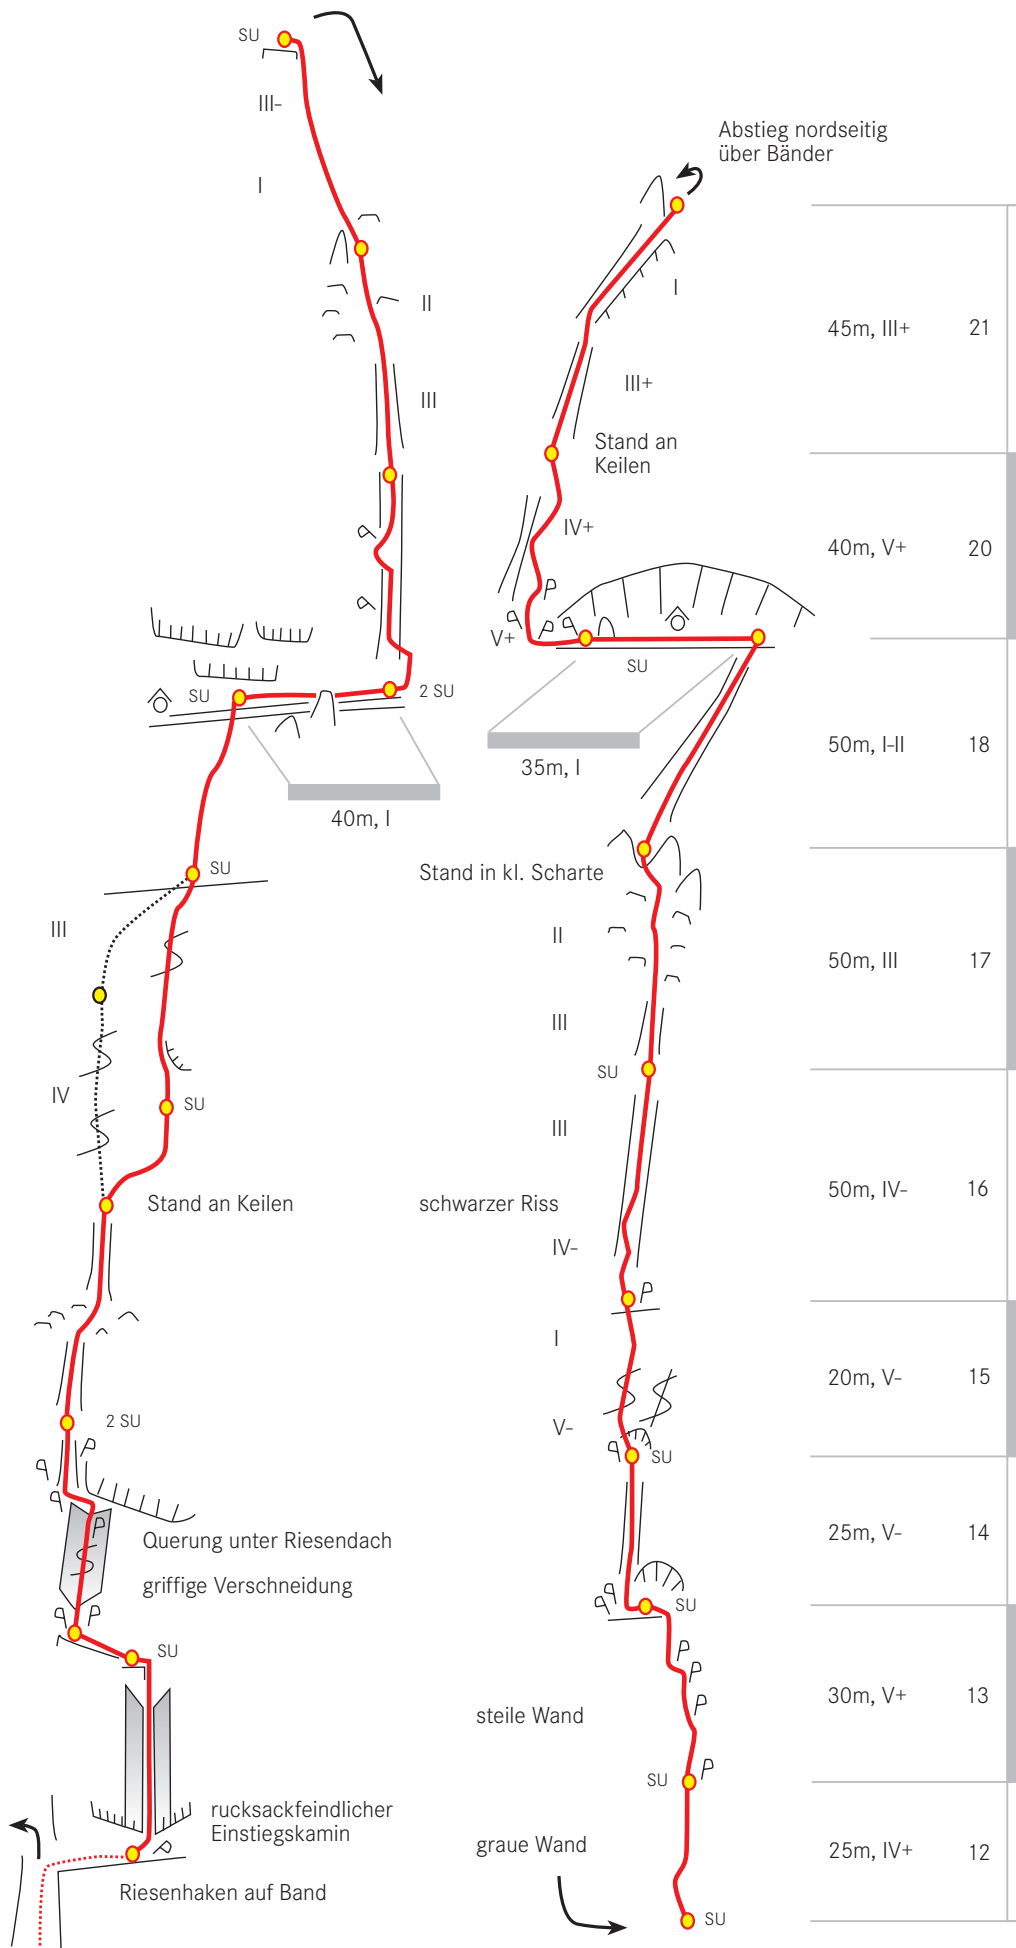 SU
III-
I
II
III
SU
2 SU
40m, I
SU
III
IV
SU
Stand an Keilen
2 SU
Querung unter Riesendach
griffige Verschneidung
SU
rucksackfeindlicher
Einstiegskamin
Riesenhaken auf Band
Abstieg nordseitig
über Bänder
I
III+
Stand an
Keilen
IV+
V+
SU
35m, I
Stand in kl. Scharte
II
III
SU
III
schwarzer Riss
IV-
I
V-
SU
SU
steile Wand
SU
graue Wand
SU
45m, III+ 21
40m, V+ 20
50m, I-II 18
50m, III 17
50m, IV- 16
20m, V- 15
25m, V- 14
30m, V+ 13
25m, IV+ 12